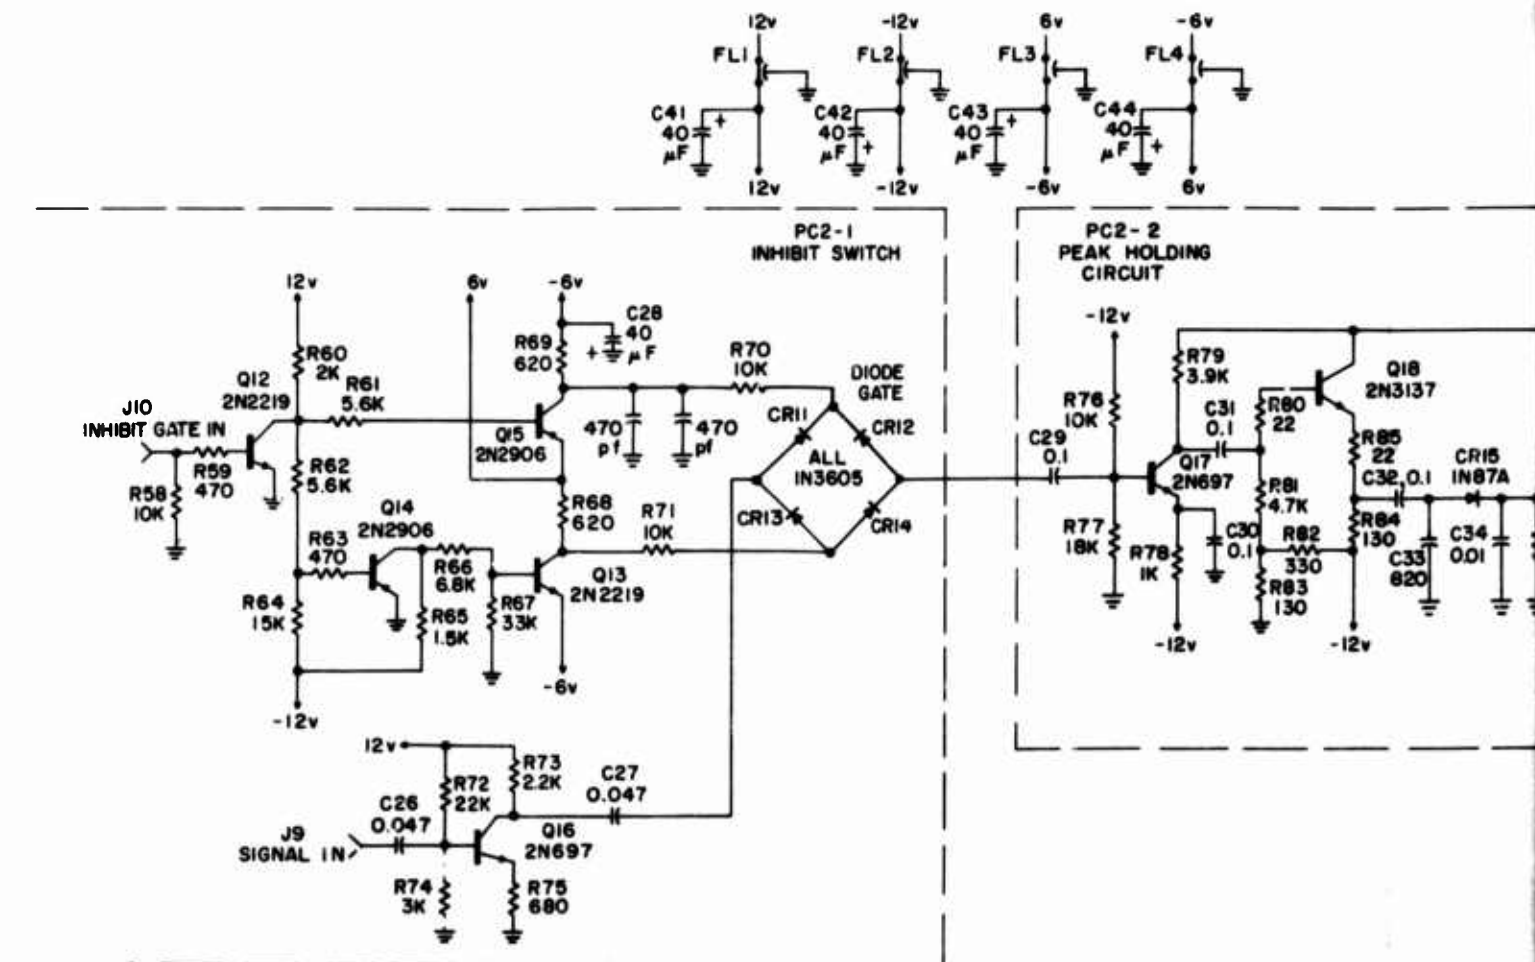 12v
-12v
6v
-6v
FL1
FL2
FL3
FL4
C41
40
µF
+
C42
40
µF
+
C43
40
µF
+
C44
40
µF
+
12v
-12v
-6v
6v
PC2-1
INHIBIT SWITCH
PC2-2
PEAK HOLDING
CIRCUIT
12v
6v
-6v
C28
40
µF
+
R69
620
R60
2K
Q12
2N2219
R61
5.6K
J10
INHIBIT GATE IN
R59
470
R58
10K
R62
5.6K
Q15
2N2906
470
pf
470
pf
R70
10K
DIODE
GATE
CR11
CR12
ALL
1N3605
CR13
CR14
R68
620
R71
10K
Q14
2N2906
R63
470
R66
6.8K
R64
15K
R65
1.5K
R67
33K
Q13
2N2219
-6v
-12v
12v
R72
22K
R73
2.2K
C26
0.047
C27
0.047
J9
SIGNAL IN
Q16
2N697
R74
3K
R75
680
-12v
R76
10K
C29
0.1
R77
18K
R79
3.9K
Q17
2N697
C31
0.1
R80
22
Q18
2N3137
R85
22
CR15
1N87A
C32,0.1
R81
4.7K
R78
1K
C30
0.1
R82
330
R84
130
C33
820
C34
0.01
R83
130
-12v
-12v